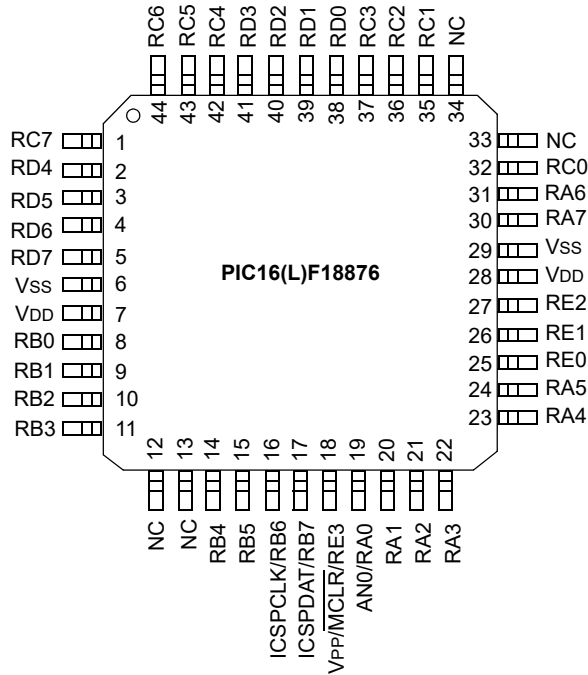 RC6
RC5
RC4
RD3
RD2
RD1
RD0
RC3
RC2
RC1
NC
44
43
42
41
40
39
38
37
36
35
34
RC7 1
RD4 2
RD5 3
RD6 4
RD7 5
VSS 6
VDD 7
RB0 8
RB1 9
RB2 10
RB3 11
PIC16(L)F18876
33 NC
32 RC0
31 RA6
30 RA7
29 VSS
28 VDD
27 RE2
26 RE1
25 RE0
24 RA5
23 RA4
12
13
14
15
16
17
18
19
20
21
22
NC
NC
RB4
RB5
ICSPCLK/RB6
ICSPDAT/RB7
VPP/MCLR/RE3
AN0/RA0
RA1
RA2
RA3